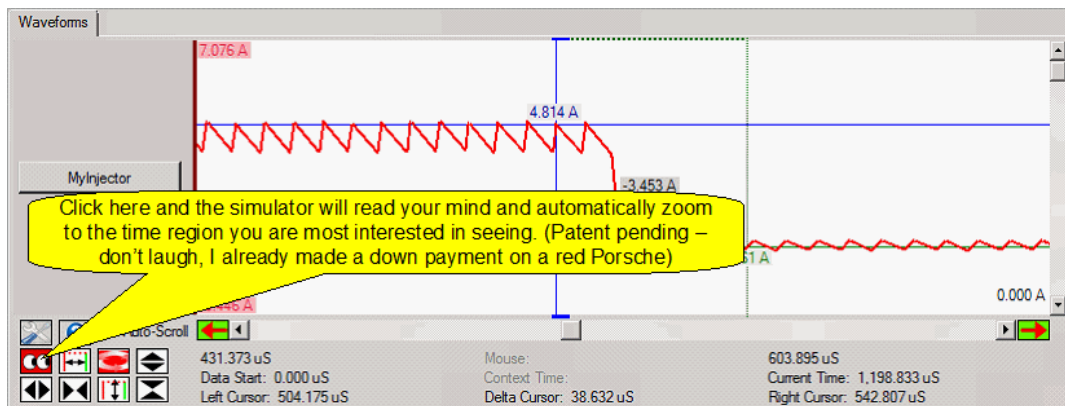 Waveforms
7.076 A
4.814 A
MyInjector
-3.453 A
Click here and the simulator will read your mind and automatically zoom
to the time region you are most interested in seeing. (Patent pending –
don't laugh, I already made a down payment on a red Porsche)
A
0.000 A
431.373 uS
Mouse:
603.895 uS
Data Start: 0.000 uS
Context Time:
Current Time: 1,198.833 uS
Left Cursor: 504.175 uS
Delta Cursor: 38.632 uS
Right Cursor: 542.807 uS